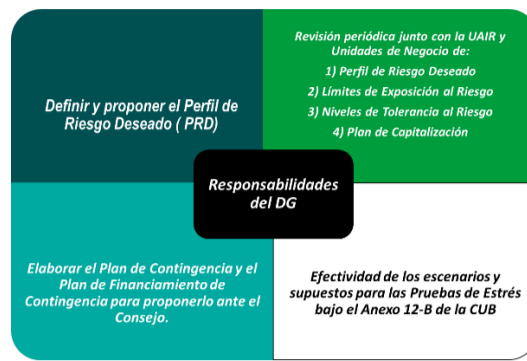 Definir y proponer el Perfil de
Riesgo Deseado ( PRD)
Revisión periódica junto con la UAIR y
Unidades de Negocio de:
1) Perfil de Riesgo Deseado
2) Límites de Exposición al Riesgo
3) Niveles de Tolerancia al Riesgo
4) Plan de Capitalización
Responsabilidades
del DG
Elaborar el Plan de Contingencia y el
Plan de Financiamiento de
Contingencia para proponerlo ante el
Consejo.
Efectividad de los escenarios y
supuestos para las Pruebas de Estrés
bajo el Anexo 12-B de la CUB